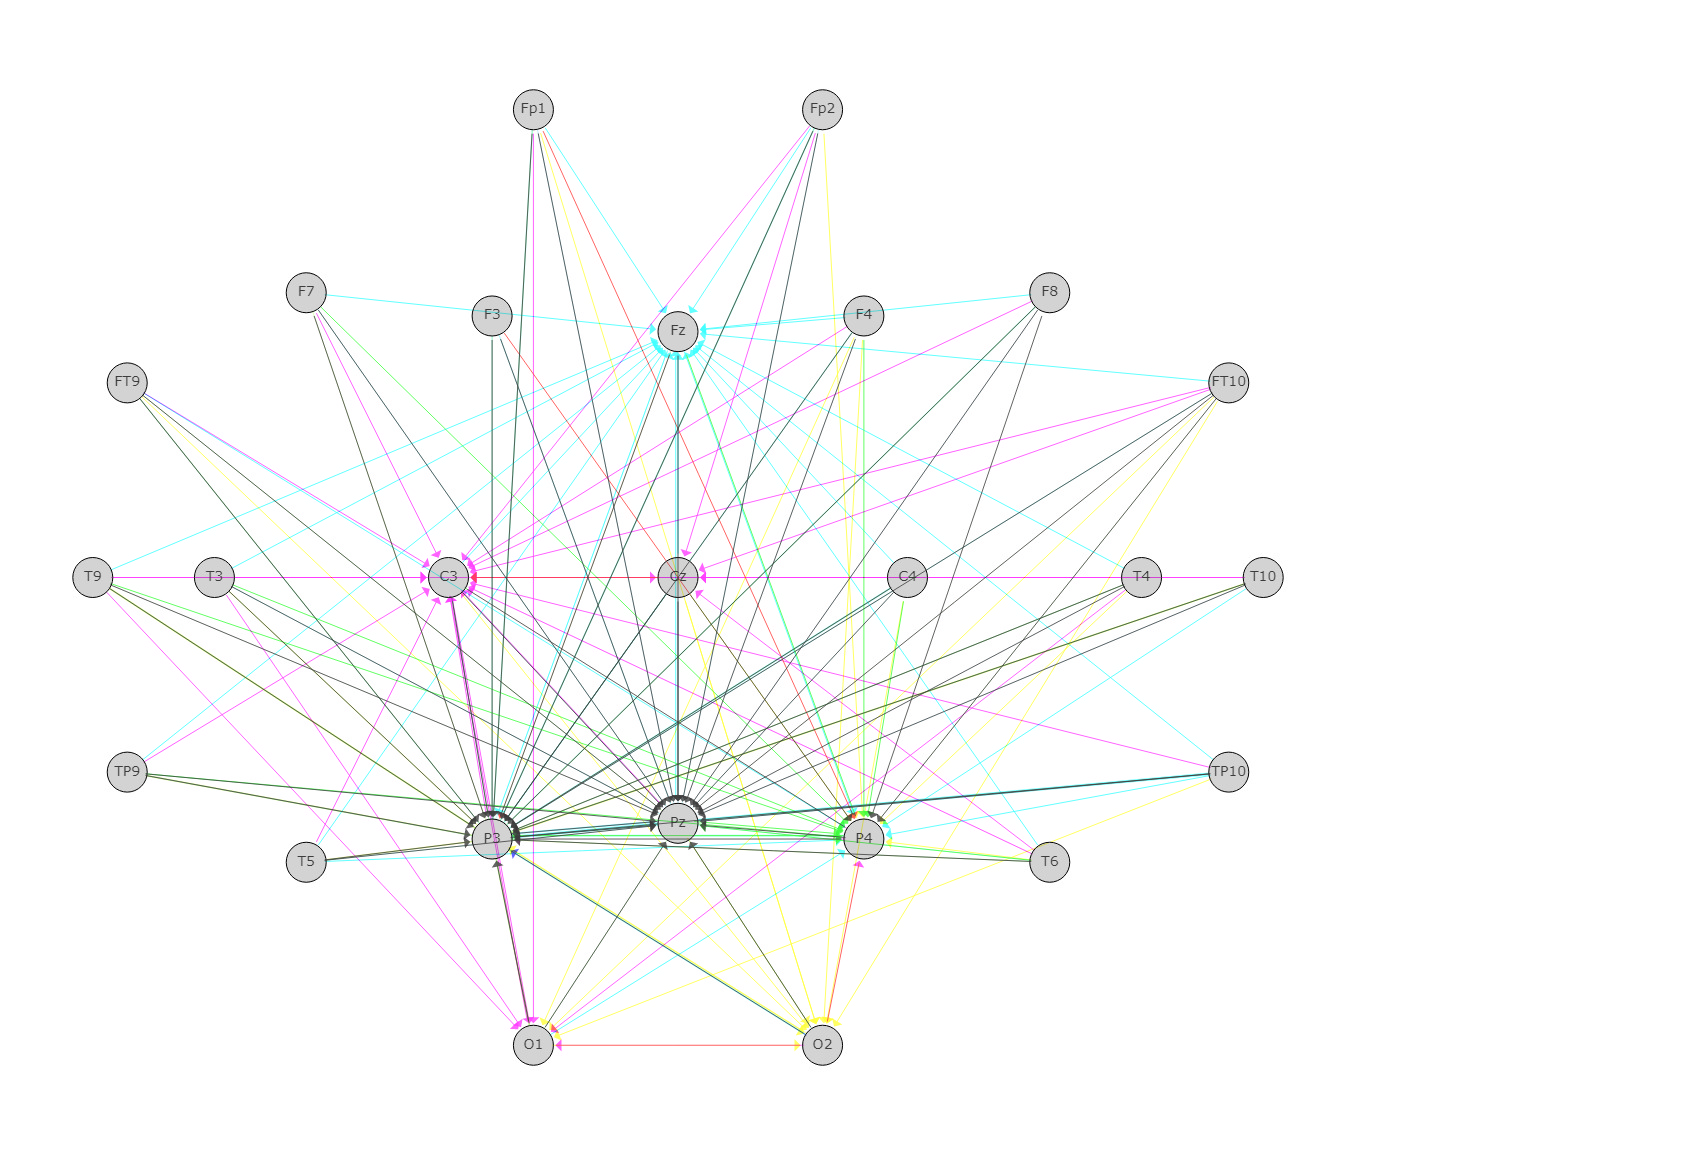 Fp1 Fp2
F7 F3 Fz F4 F8
FT9 FT10
T9 T3 C3 Cz C4 T4 T10
TP9 TP10
T5 P3 Pz P4 T6
O1 O2